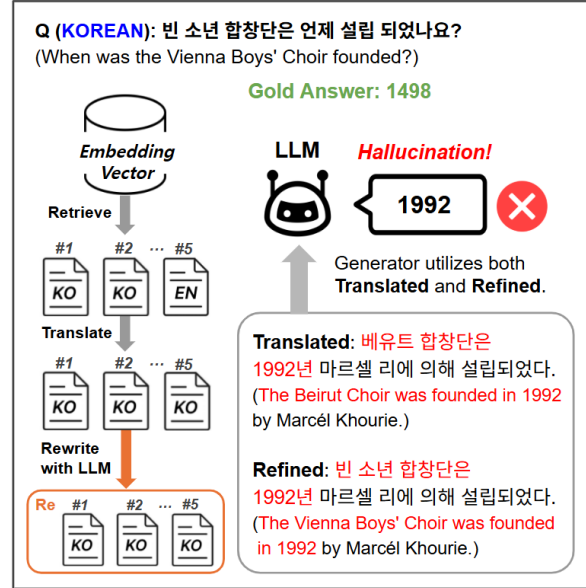 Q (KOREAN): 빈 소년 합창단은 언제 설립 되었나요?
(When was the Vienna Boys' Choir founded?)
Gold Answer: 1498
Embedding
Vector
Retrieve
#1 #2 ... #5
KO KO EN
Translate
#1 #2 ... #5
KO KO KO
Rewrite
with LLM
Re #1 #2 ... #5
KO KO KO
LLM
Hallucination!
1992
Generator utilizes both
Translated and Refined.
Translated: 베유트 합창단은
1992년 마르셀 리에 의해 설립되었다.
(The Beirut Choir was founded in 1992
by Marcél Khourie.)
Refined: 빈 소년 합창단은
1992년 마르셀 리에 의해 설립되었다.
(The Vienna Boys' Choir was founded
in 1992 by Marcél Khourie.)